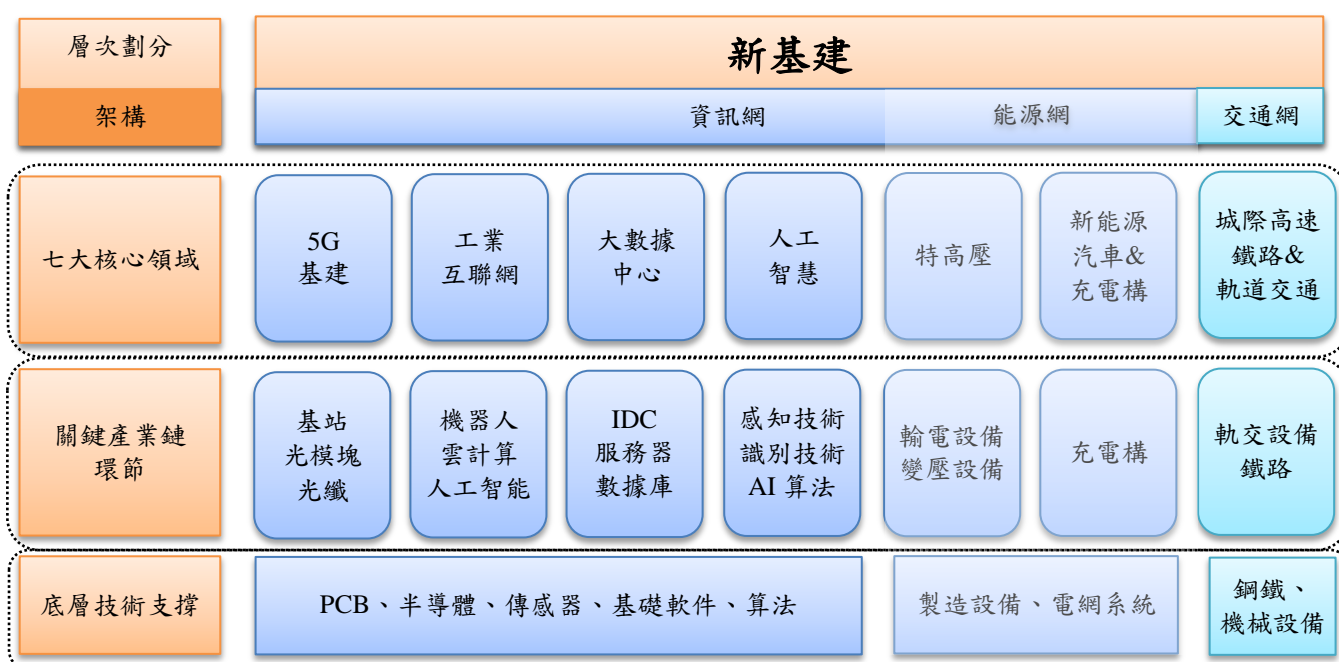 層次劃分
新基建
架構
資訊網
能源網
交通網
七大核心領域
5G
基建
工業
互聯網
大數據
中心
人工
智慧
特高壓
新能源
汽車&
充電構
城際高速
鐵路&
軌道交通
關鍵產業鏈
環節
基站
光模塊
光纖
機器人
雲計算
人工智能
IDC
服務器
數據庫
感知技術
識別技術
AI 算法
輸電設備
變壓設備
充電構
軌交設備
鐵路
底層技術支撐
PCB、半導體、傳感器、基礎軟件、算法
製造設備、電網系統
鋼鐵、
機械設備